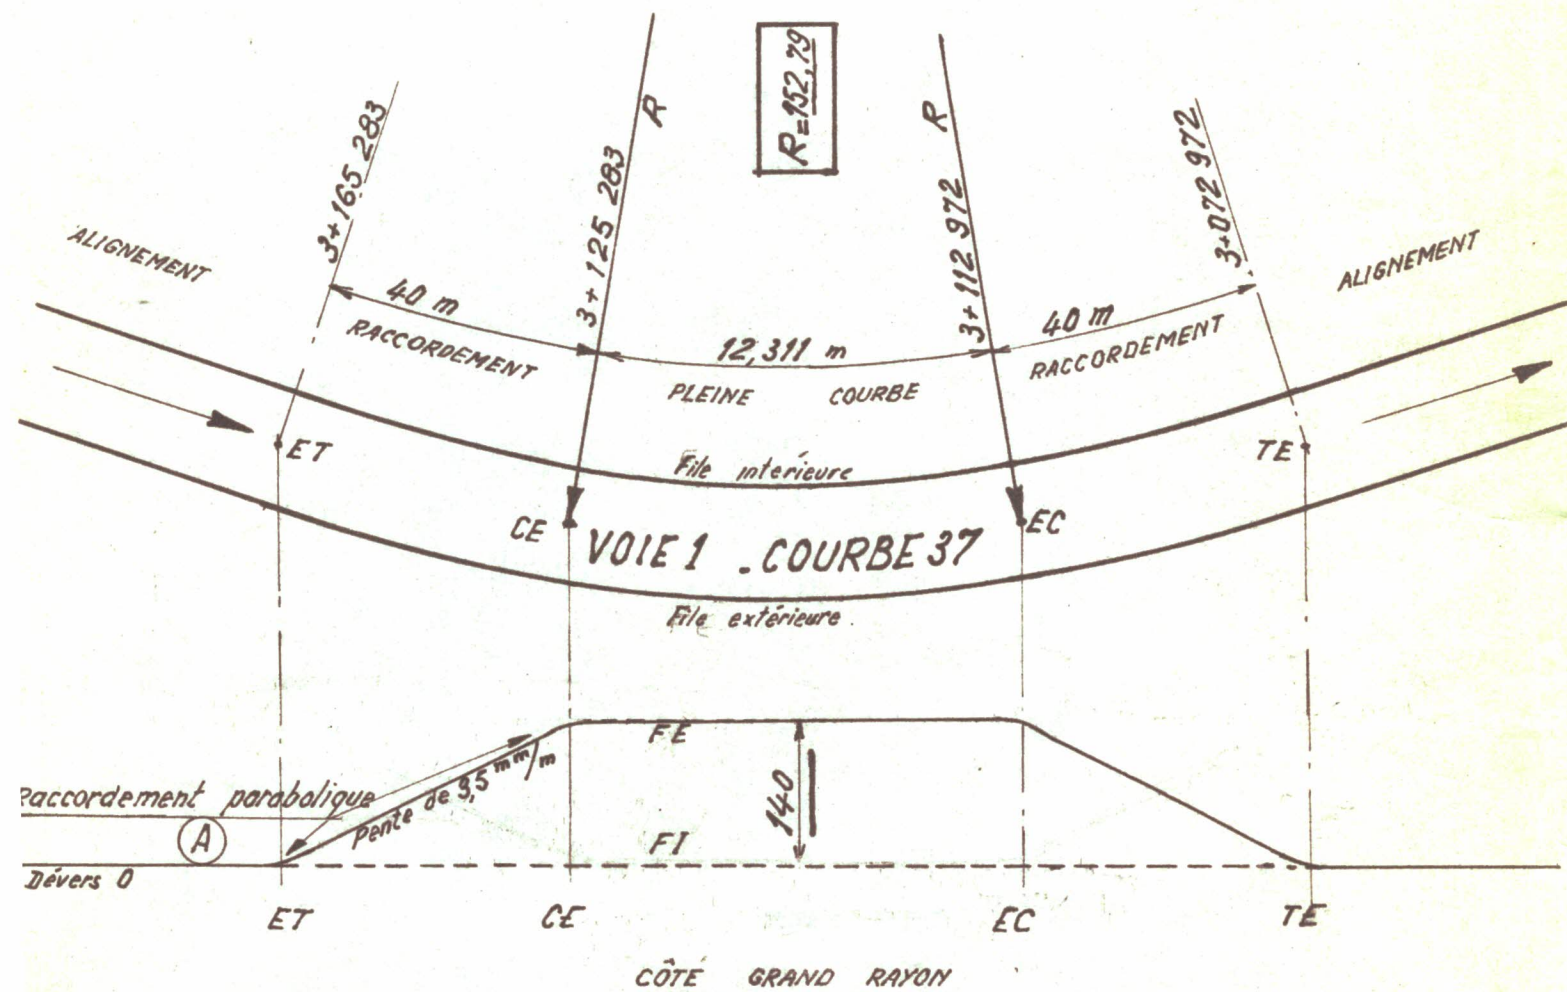 R=152,79
3+165 283
R
3+125 283
R
3+112 972
3+072 972
ALIGNEMENT
ALIGNEMENT
40 m
RACCORDEMENT
12,311 m
PLEINE COURBE
40 m
RACCORDEMENT
ET
File intérieure
TE
CE
VOIE 1 . COURBE 37
EC
File extérieure.
FE
Raccordement parabolique
Pente de 3,5 mm/m
140
A
FI
Dévers 0
ET
CE
EC
TE
CÔTÉ GRAND RAYON